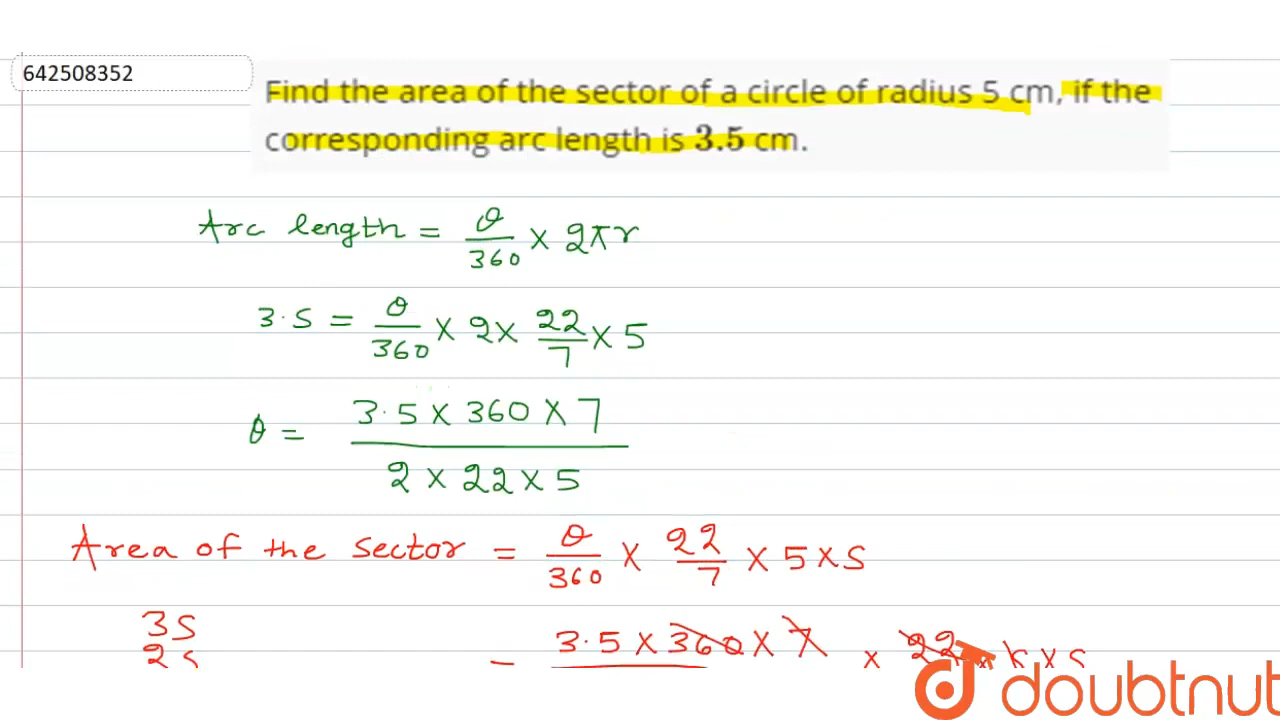 642508352
Find the area of the sector of a circle of radius 5 cm, if the
corresponding arc length is 3.5 cm.
Arc length = θ/360 × 2πr
3.5 = θ/360 × 2 × 22/7 × 5
θ = 3.5 × 360 × 7 / 2 × 22 × 5
Area of the sector = θ/360 × 22/7 × 5 × 5
35
25
= 3.5 × 360 × 7 × 22 × 5 × 5
doubtnut